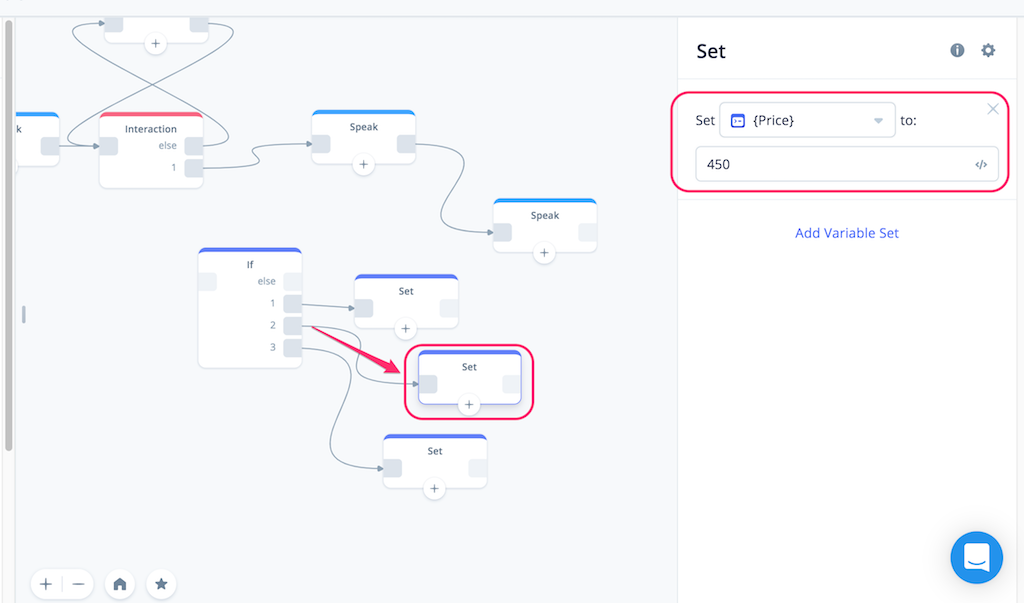 k
Interaction
else
1
Speak
Speak
If
else
1
2
3
Set
Set
Set
Set
Set {Price} to:
450
Add Variable Set